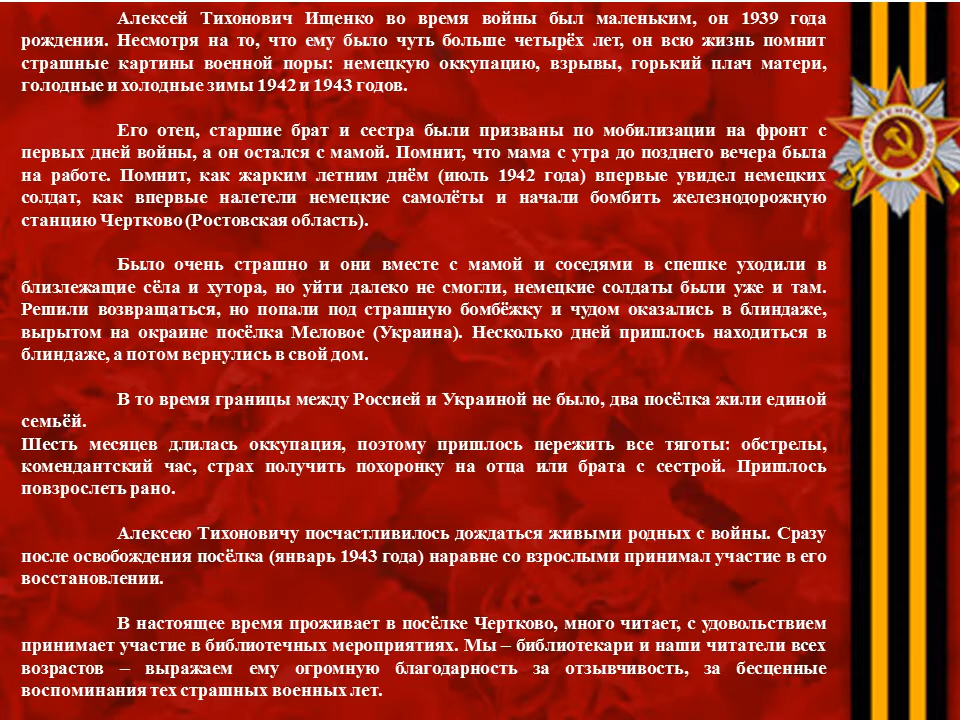 Алексей Тихонович Ищенко во время войны был маленьким, он 1939 года
рождения. Несмотря на то, что ему было чуть больше четырёх лет, он всю жизнь помнит
страшные картины военной поры: немецкую оккупацию, взрывы, горький плач матери,
голодные и холодные зимы 1942 и 1943 годов.
Его отец, старшие брат и сестра были призваны по мобилизации на фронт с
первых дней войны, а он остался с мамой. Помнит, что мама с утра до позднего вечера была
на работе. Помнит, как жарким летним днём (июль 1942 года) впервые увидел немецких
солдат, как впервые налетели немецкие самолёты и начали бомбить железнодорожную
станцию Чертково (Ростовская область).
Было очень страшно и они вместе с мамой и соседями в спешке уходили в
близлежащие сёла и хутора, но уйти далеко не смогли, немецкие солдаты были уже и там.
Решили возвращаться, но попали под страшную бомбёжку и чудом оказались в блиндаже,
вырытом на окраине посёлка Меловое (Украина). Несколько дней пришлось находиться в
блиндаже, а потом вернулись в свой дом.
В то время границы между Россией и Украиной не было, два посёлка жили единой
семьёй.
Шесть месяцев длилась оккупация, поэтому пришлось пережить все тяготы: обстрелы,
комендантский час, страх получить похоронку на отца или брата с сестрой. Пришлось
повзрослеть рано.
Алексею Тихоновичу посчастливилось дождаться живыми родных с войны. Сразу
после освобождения посёлка (январь 1943 года) наравне со взрослыми принимал участие в его
восстановлении.
В настоящее время проживает в посёлке Чертково, много читает, с удовольствием
принимает участие в библиотечных мероприятиях. Мы – библиотекари и наши читатели всех
возрастов – выражаем ему огромную благодарность за отзывчивость, за бесценные
воспоминания тех страшных военных лет.